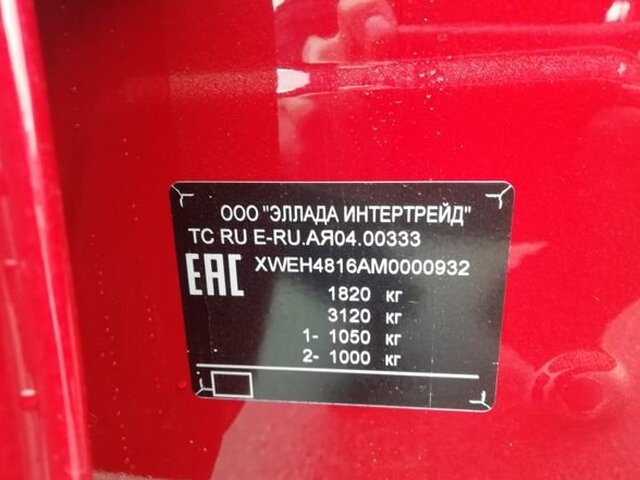 ООО "ЭЛЛАДА ИНТЕРТРЕЙД"
ТС RU E-RU.АЯ04.00333
EAC XWEH4816AM0000932
1820 кг
3120 кг
1- 1050 кг
2- 1000 кг